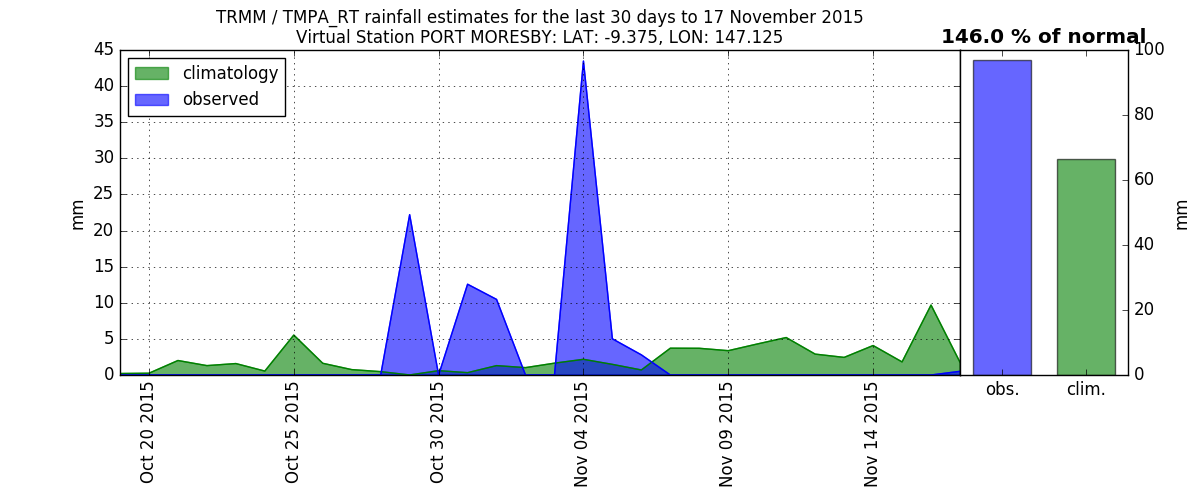 TRMM / TMPA_RT rainfall estimates for the last 30 days to 17 November 2015
Virtual Station PORT MORESBY: LAT: -9.375, LON: 147.125
146.0 % of normal
climatology
observed
45
40
35
30
25
20
15
10
5
0
mm
Oct 20 2015
Oct 25 2015
Oct 30 2015
Nov 04 2015
Nov 09 2015
Nov 14 2015
100
80
60
40
20
0
mm
obs.
clim.